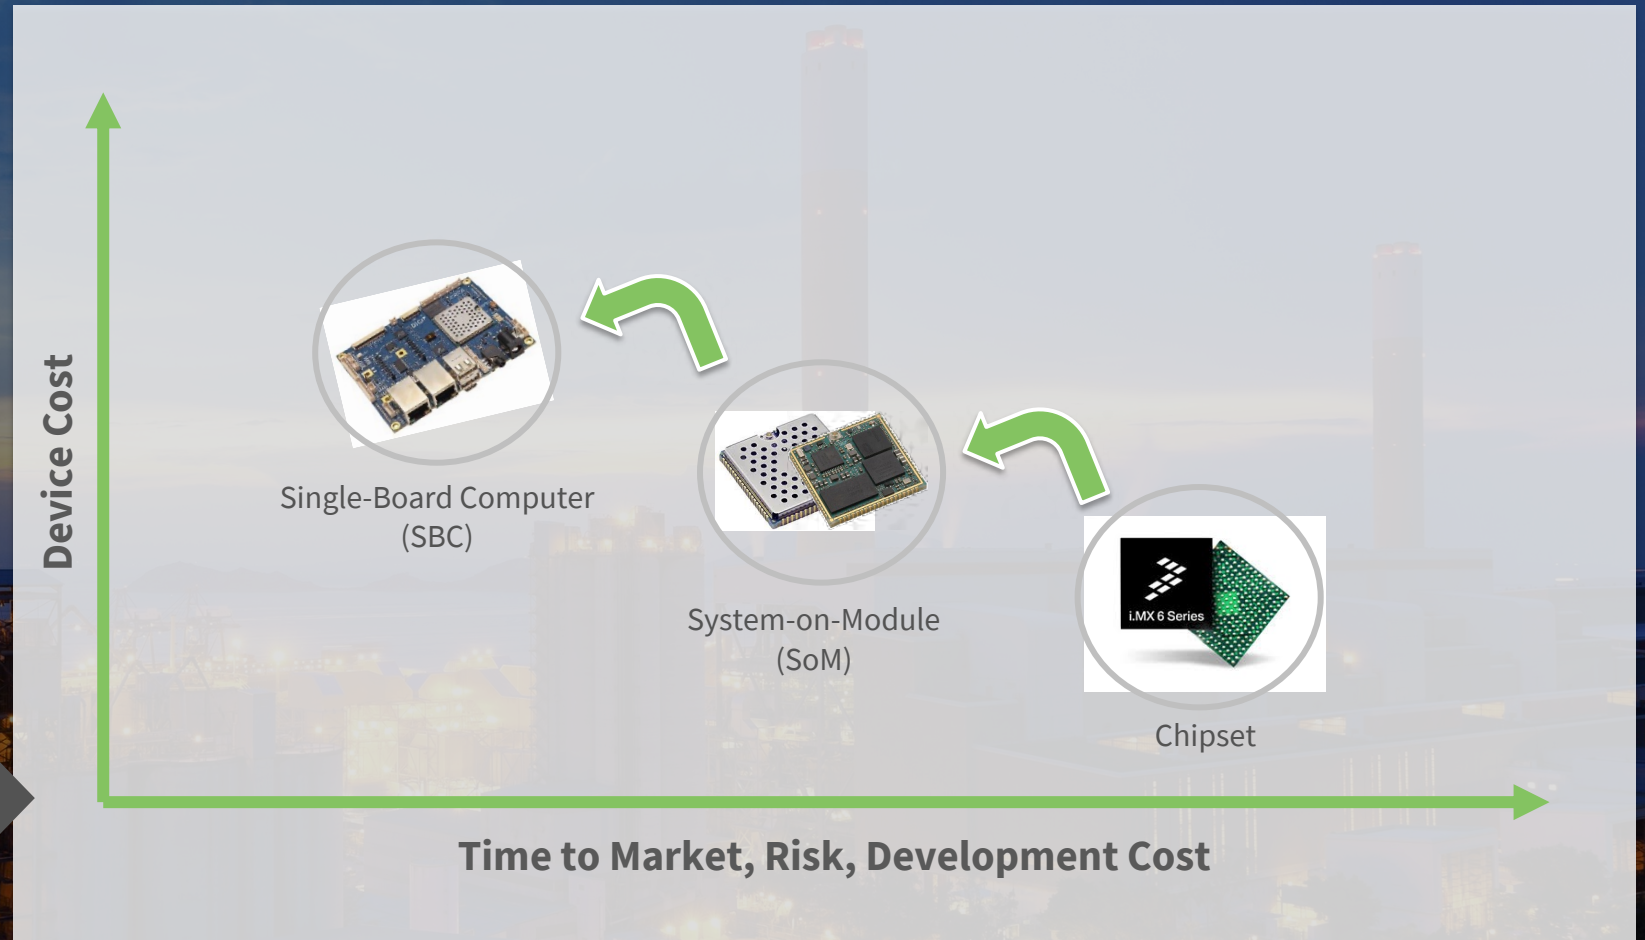 Device Cost
Single-Board Computer
(SBC)
System-on-Module
(SoM)
i.MX 6 Series
Chipset
Time to Market, Risk, Development Cost